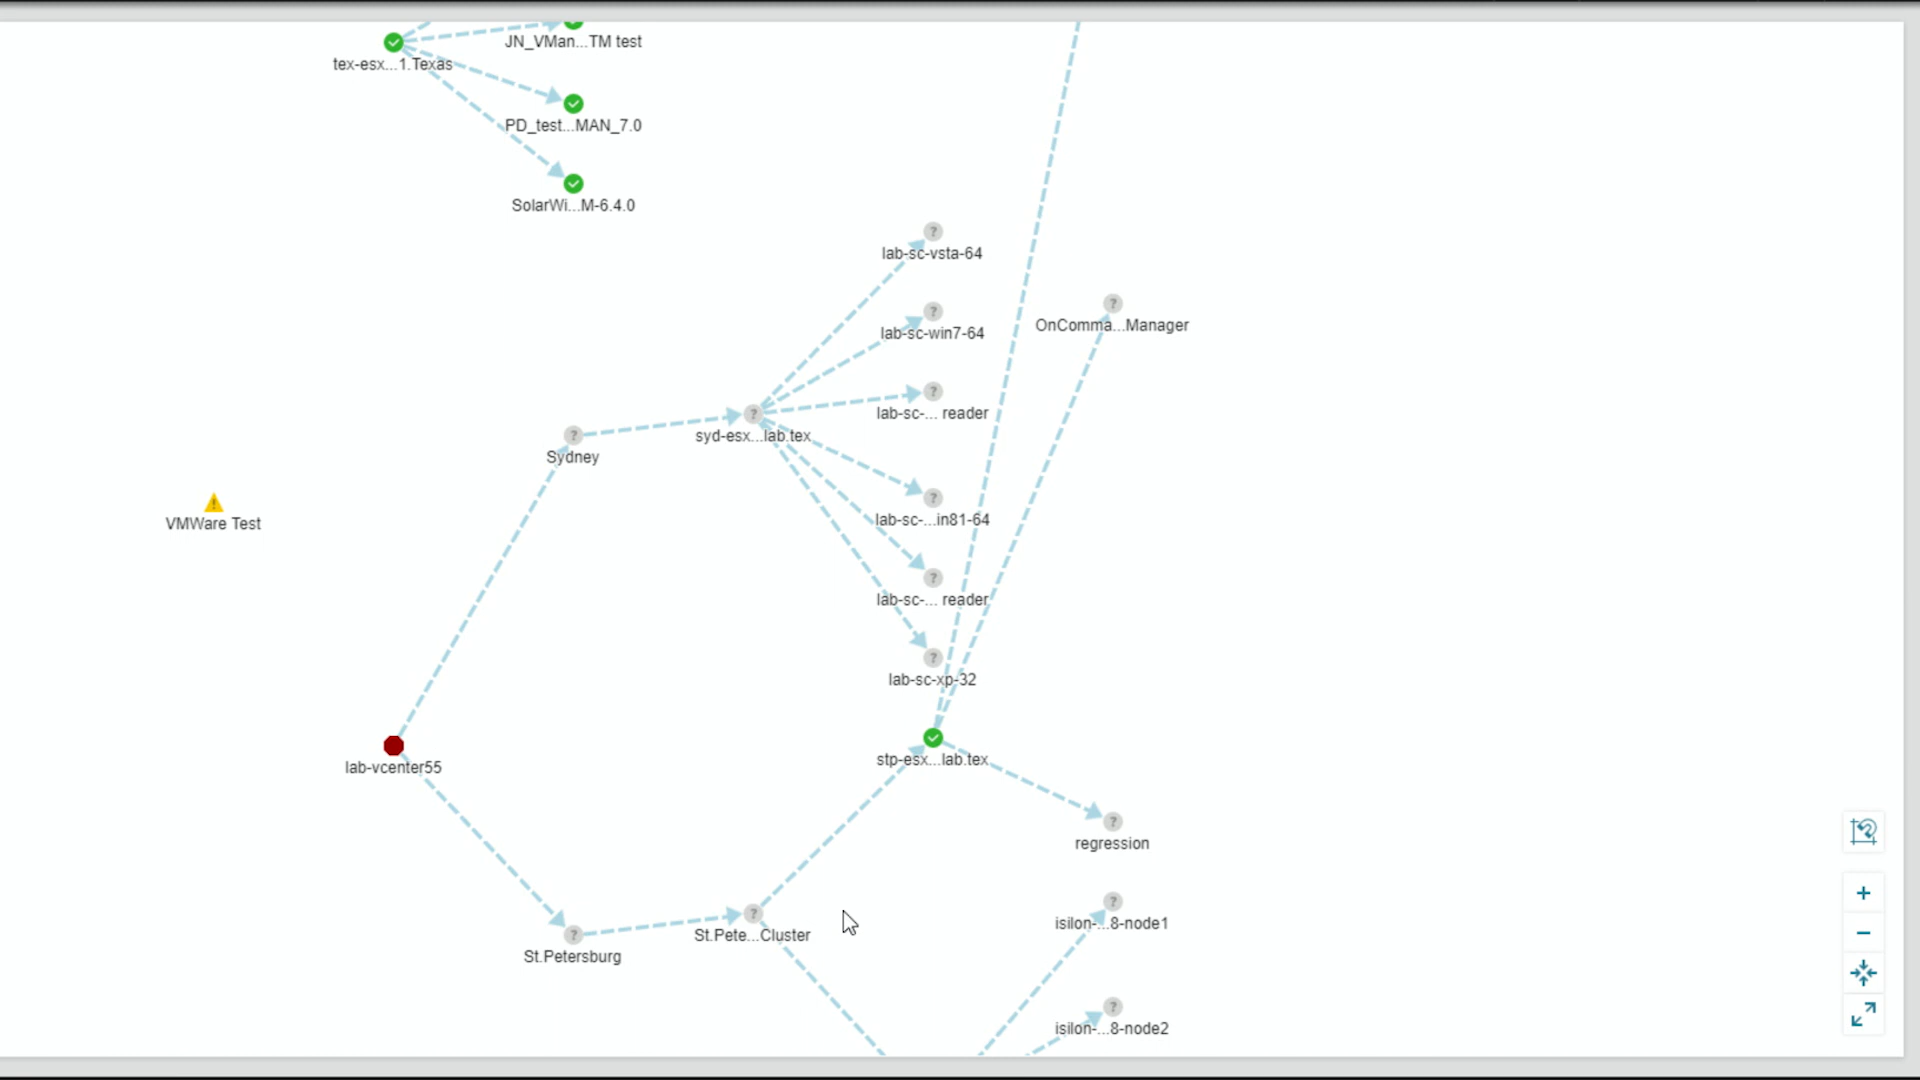 JN_VMan...TM test
tex-esx...1.Texas
PD_test...MAN_7.0
SolarWi...M-6.4.0
lab-sc-vsta-64
lab-sc-win7-64
OnComma...Manager
lab-sc-... reader
syd-esx...lab.tex
Sydney
VMWare Test
lab-sc-...in81-64
lab-sc-... reader
lab-sc-xp-32
stp-esx...lab.tex
lab-vcenter55
regression
isilon-...8-node1
St.Pete...Cluster
St.Petersburg
isilon-...8-node2